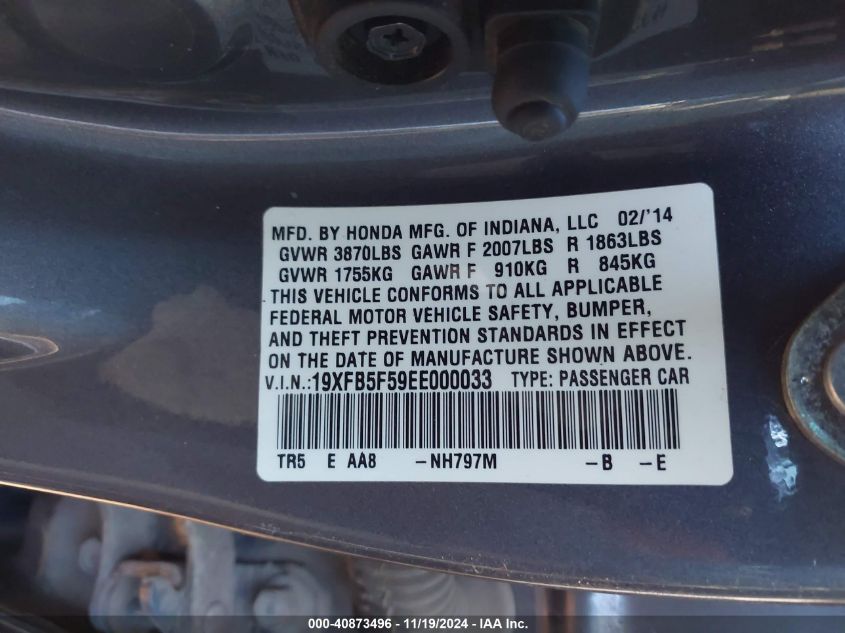 MFD. BY HONDA MFG. OF INDIANA, LLC 02/'14
GVWR 3870LBS GAWR F 2007LBS R 1863LBS
GVWR 1755KG GAWR F 910KG R 845KG
THIS VEHICLE CONFORMS TO ALL APPLICABLE
FEDERAL MOTOR VEHICLE SAFETY, BUMPER,
AND THEFT PREVENTION STANDARDS IN EFFECT
ON THE DATE OF MANUFACTURE SHOWN ABOVE.
V.I.N.:19XFB5F59EE000033 TYPE: PASSENGER CAR
TR5 E AA8 -NH797M -B -E
000-40873496 - 11/19/2024 - IAA Inc.